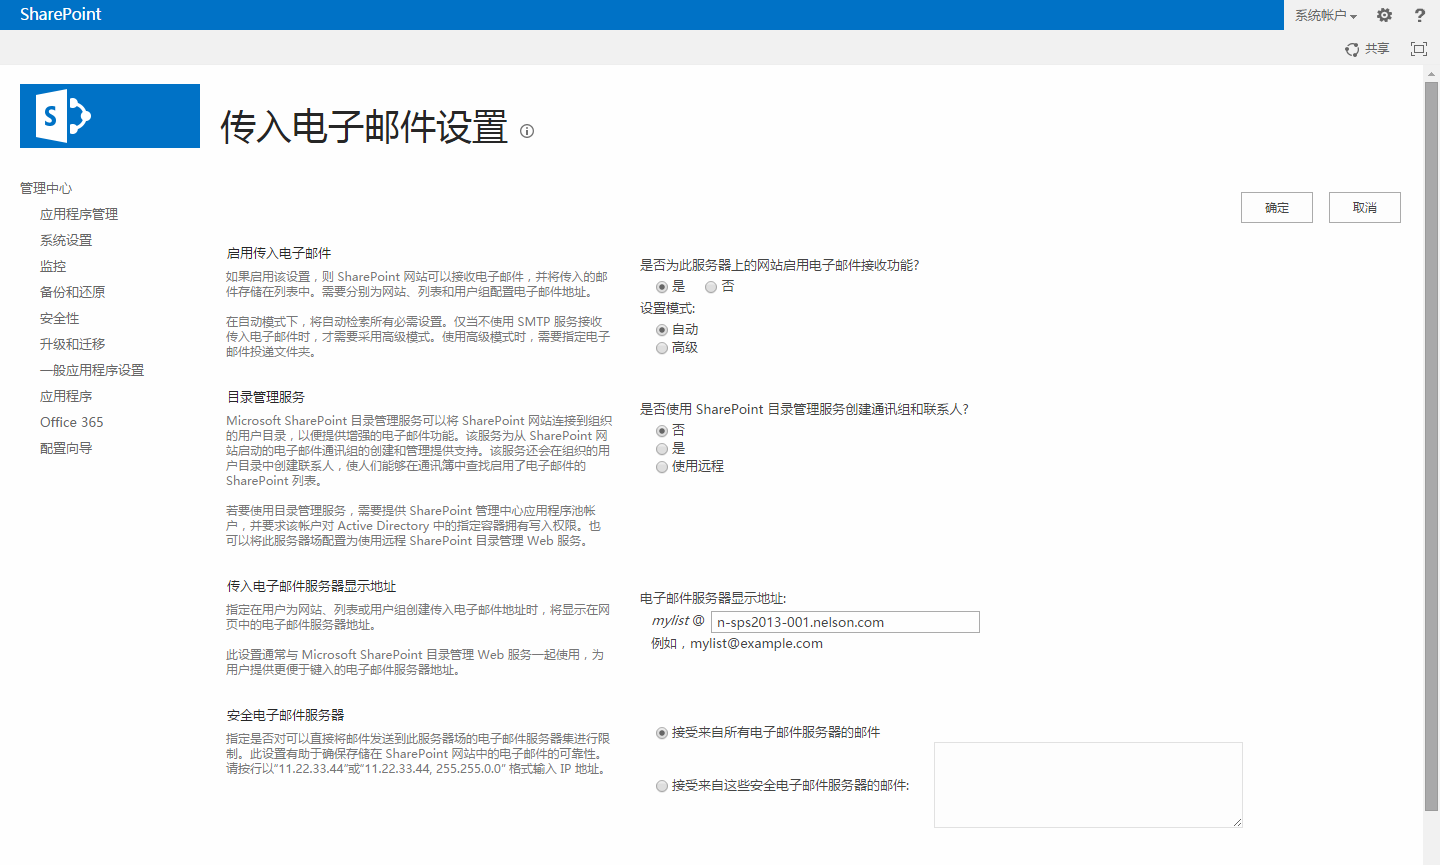 SharePoint
系统帐户
?
共享
S
传入电子邮件设置
管理中心
应用程序管理
系统设置
监控
备份和还原
安全性
升级和迁移
一般应用程序设置
应用程序
Office 365
配置向导
确定
取消
启用传入电子邮件
如果启用该设置，则 SharePoint 网站可以接收电子邮件，并将传入的邮
件存储在列表中。需要分别为网站、列表和用户组配置电子邮件地址。
在自动模式下，将自动检索所有必需设置。仅当不使用 SMTP 服务接收
传入电子邮件时，才需要采用高级模式。使用高级模式时，需要指定电子
邮件投递文件夹。
是否为此服务器上的网站启用电子邮件接收功能?
是
否
设置模式:
自动
高级
目录管理服务
Microsoft SharePoint 目录管理服务可以将 SharePoint 网站连接到组织
的用户目录，以便提供增强的电子邮件功能。该服务为从 SharePoint 网
站启动的电子邮件通讯组的创建和管理提供支持。该服务还会在组织的用
户目录中创建联系人，使人们能够在通讯簿中查找启用了电子邮件的
SharePoint 列表。
若要使用目录管理服务，需要提供 SharePoint 管理中心应用程序池帐
户，并要求该帐户对 Active Directory 中的指定容器拥有写入权限。也
可以将此服务器场配置为使用远程 SharePoint 目录管理 Web 服务。
是否使用 SharePoint 目录管理服务创建通讯组和联系人?
否
是
使用远程
传入电子邮件服务器显示地址
指定在用户为网站、列表或用户组创建传入电子邮件地址时，将显示在网
页中的电子邮件服务器地址。
此设置通常与 Microsoft SharePoint 目录管理 Web 服务一起使用，为
用户提供更便于键入的电子邮件服务器地址。
电子邮件服务器显示地址:
mylist @ n-sps2013-001.nelson.com
例如，mylist@example.com
安全电子邮件服务器
指定是否对可以直接将邮件发送到此服务器场的电子邮件服务器集进行限
制。此设置有助于确保存储在 SharePoint 网站中的电子邮件的可靠性。
请按行以“11.22.33.44”或“11.22.33.44, 255.255.0.0” 格式输入 IP 地址。
接受来自所有电子邮件服务器的邮件
接受来自这些安全电子邮件服务器的邮件: